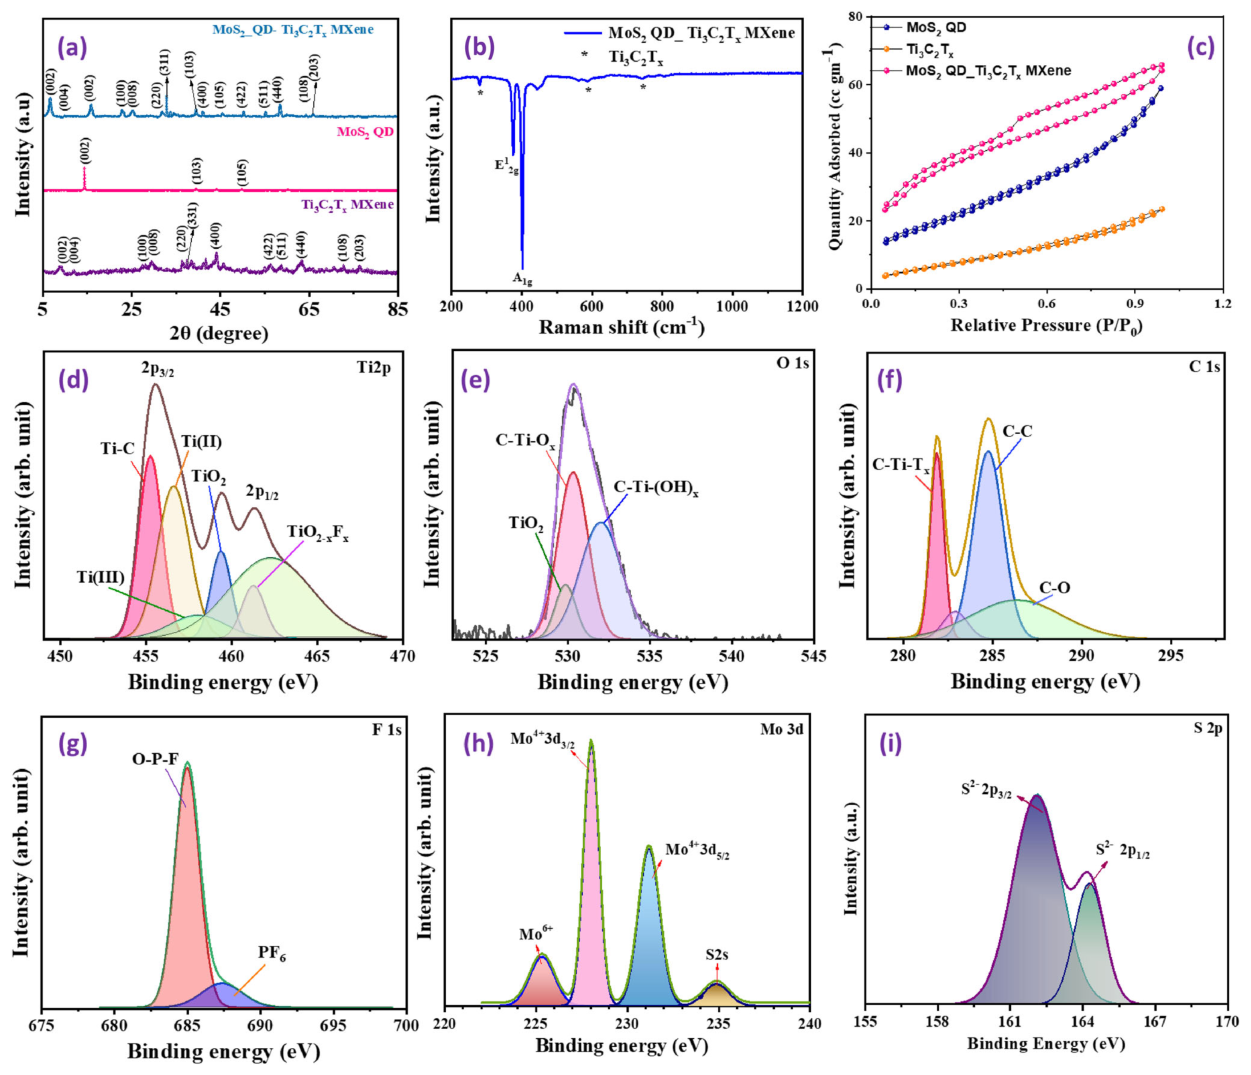 (a)
MoS2_QD- Ti3C2Tx MXene
(002)
(004)
(002)
(100)
(008)
(220)
(311)
(103)
(400)
(105)
(422)
(511)
(440)
(108)
(203)
MoS2 QD
(002)
(103)
(105)
Ti3C2Tx MXene
(002)
(004)
(100)
(008)
(220)
(331)
(400)
(422)
(511)
(440)
(108)
(203)
Intensity (a.u)
5 25 45 65 85
2θ (degree)
(b)
MoS2 QD_ Ti3C2Tx MXene
* Ti3C2Tx
* * *
E12g
A1g
Intensity (a.u)
200 400 600 800 1000 1200
Raman shift (cm-1)
(c)
MoS2 QD
Ti3C2Tx
MoS2 QD_Ti3C2Tx MXene
Quantity Adsorbed (cc gm-1)
80
60
40
20
0
0.0 0.3 0.6 0.9 1.2
Relative Pressure (P/P0)
(d)
Ti2p
2p3/2
Ti-C
Ti(II)
TiO2
2p1/2
TiO2-xFx
Ti(III)
Intensity (arb. unit)
450 455 460 465 470
Binding energy (eV)
(e)
O 1s
C-Ti-Ox
C-Ti-(OH)x
TiO2
Intensity (arb. unit)
525 530 535 540 545
Binding energy (eV)
(f)
C 1s
C-Ti-Tx
C-C
C-O
Intensity (arb. unit)
280 285 290 295
Binding energy (eV)
(g)
F 1s
O-P-F
PF6
Intensity (arb. unit)
675 680 685 690 695 700
Binding energy (eV)
(h)
Mo 3d
Mo4+3d3/2
Mo4+3d5/2
Mo6+
S2s
Intensity (arb. unit)
220 225 230 235 240
Binding energy (eV)
(i)
S 2p
S2- 2p3/2
S2- 2p1/2
Intensity (a.u.)
155 158 161 164 167 170
Binding Energy (eV)